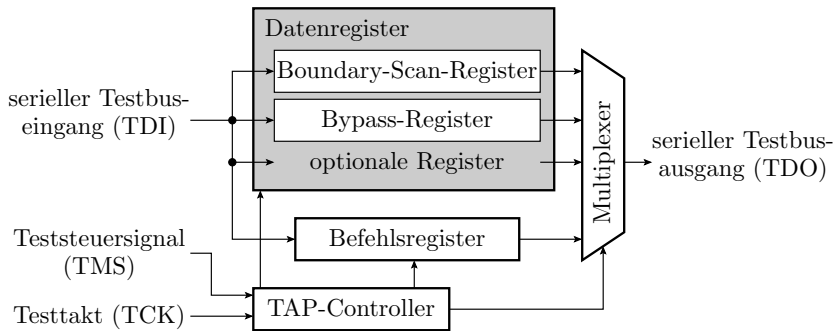 Datenregister
Boundary-Scan-Register
serieller Testbus-
eingang (TDI)
Bypass-Register
optionale Register
Multiplexer
serieller Testbus-
ausgang (TDO)
Befehlsregister
Teststeuersignal
(TMS)
TAP-Controller
Testtakt (TCK)